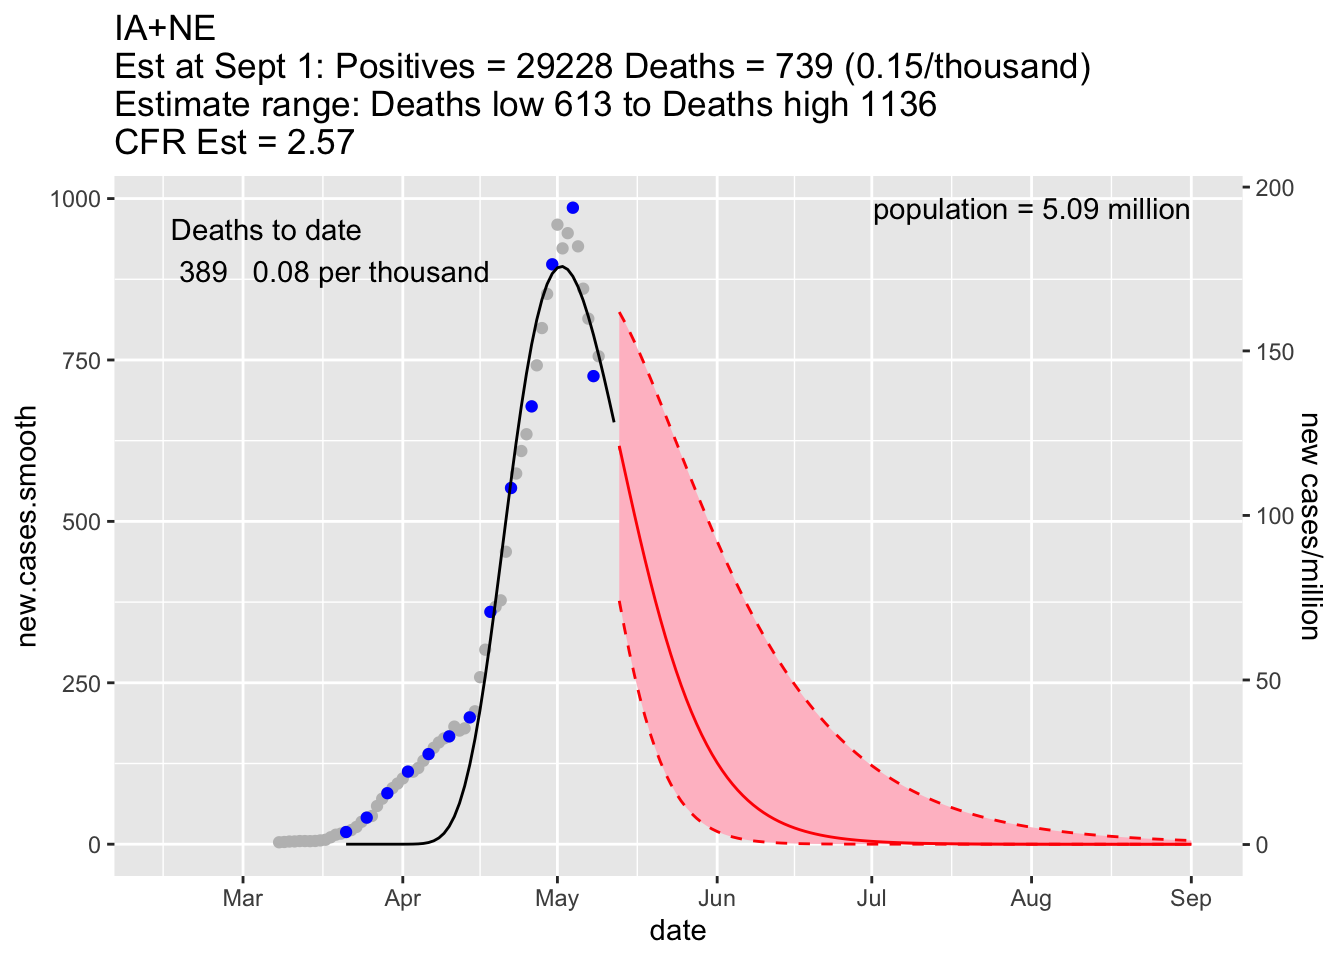 IA+NE
Est at Sept 1: Positives = 29228 Deaths = 739 (0.15/thousand)
Estimate range: Deaths low 613 to Deaths high 1136
CFR Est = 2.57
Deaths to date
389 0.08 per thousand
population = 5.09 million
1000
750
500
250
0
new.cases.smooth
200
150
100
50
0
new cases/million
Mar
Apr
May
Jun
Jul
Aug
Sep
date